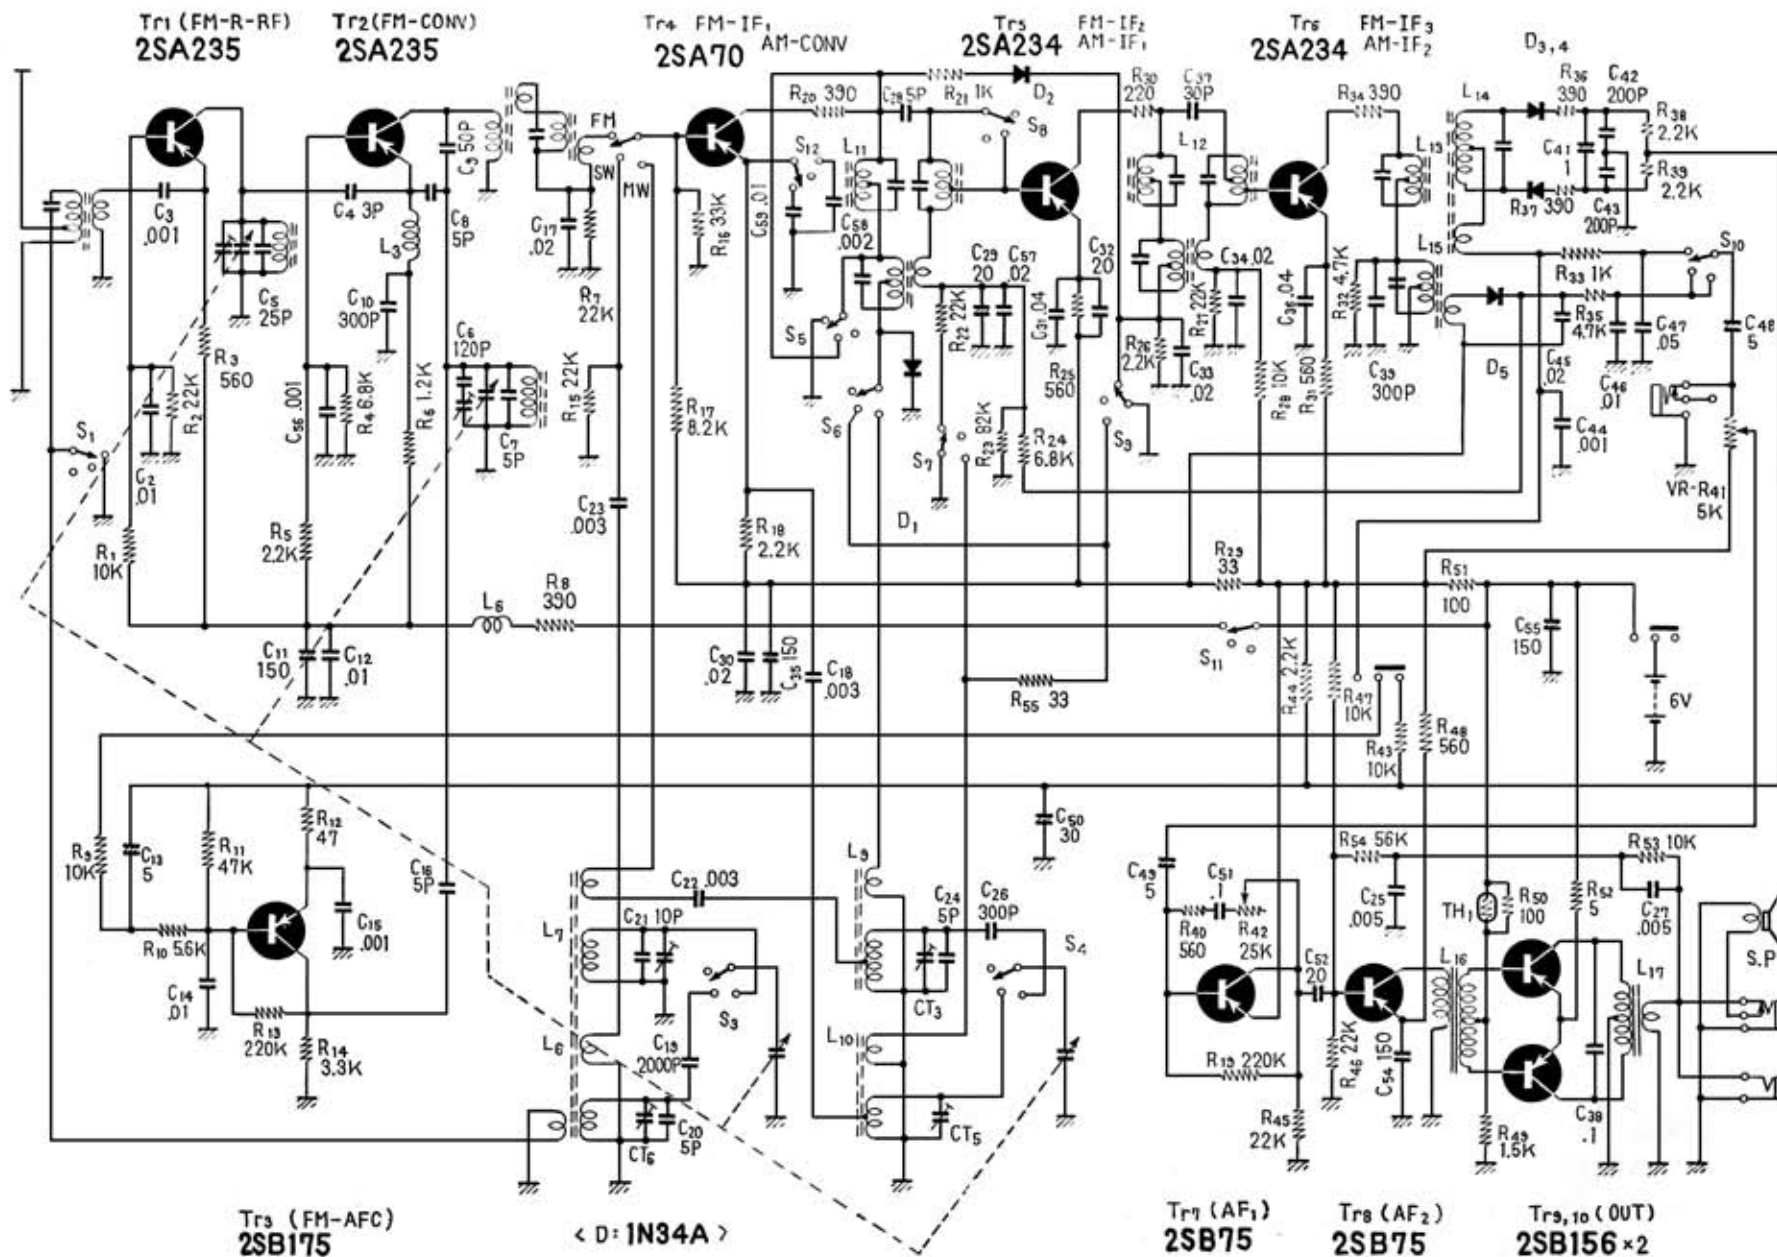 Tr1 (FM-R-RF)
2SA235
Tr2 (FM-CONV)
2SA235
Tr4 FM-IF1
AM-CONV
2SA70
Tr5 FM-IF2
AM-IF1
2SA234
Tr6 FM-IF3
AM-IF2
2SA234
D3,4
C3
.001
C4 3P
C8
5P
C9 50P
L3
C5
25P
C10
300P
C6
120P
C7
5P
R3
560
R2 22K
C2
.01
S1
R1
10K
C56 .001
R4 6.8K
R6 1.2K
R5
2.2K
C11
150
C12
.01
L6
R8
390
FM
SW
MW
C17
.02
R7
22K
R15 22K
C23
.003
R16 33K
R17
8.2K
R18
2.2K
R20 390
S12
C59 .01
C58
.002
L11
C28 5P
R21 1K
D2
S8
S5
S6
D1
S7
R22 22K
C29
20
C57
.02
R23 82K
R24
6.8K
C31 .04
C32
20
R25
560
R26
2.2K
C33
.02
S9
R30
220
C37
30P
L12
R27 22K
C34 .02
R28 10K
R29
33
R34 390
L13
C36 .04
R31 560
R32 4.7K
C39
300P
L14
L15
R36
390
C42
200P
R38
2.2K
C41
1
R39
2.2K
R37 390
C43
200P
R33 1K
S10
D5
R35
4.7K
C45
.02
C46
.01
C47
.05
C48
5
C44
.001
VR-R41
5K
R51
100
C55
150
6V
S11
R55 33
C30
.02
C35 150
C18
.003
R44 2.2K
R47
10K
R43
10K
R48
560
R9
10K
C13
5
R11
47K
R12
47
C15
.001
C16
5P
R10 5.6K
C14
.01
R13
220K
R14
3.3K
L7
L6
C22 .003
C21 10P
S3
C19
2000P
CT6
C20
5P
L9
L10
C24
5P
C26
300P
S4
CT3
CT5
C50
30
C49
5
C51
.1
R40
560
R42
25K
C52
20
R19 220K
R45
22K
R54 56K
C25
.005
R46 22K
C54 150
TH1
R50
100
R52
5
R53 10K
C27
.005
L16
L17
S.P
C38
.1
R49
1.5K
Tr3 (FM-AFC)
2SB175
< D: 1N34A >
Tr7 (AF1)
2SB75
Tr8 (AF2)
2SB75
Tr9,10 (OUT)
2SB156 ×2